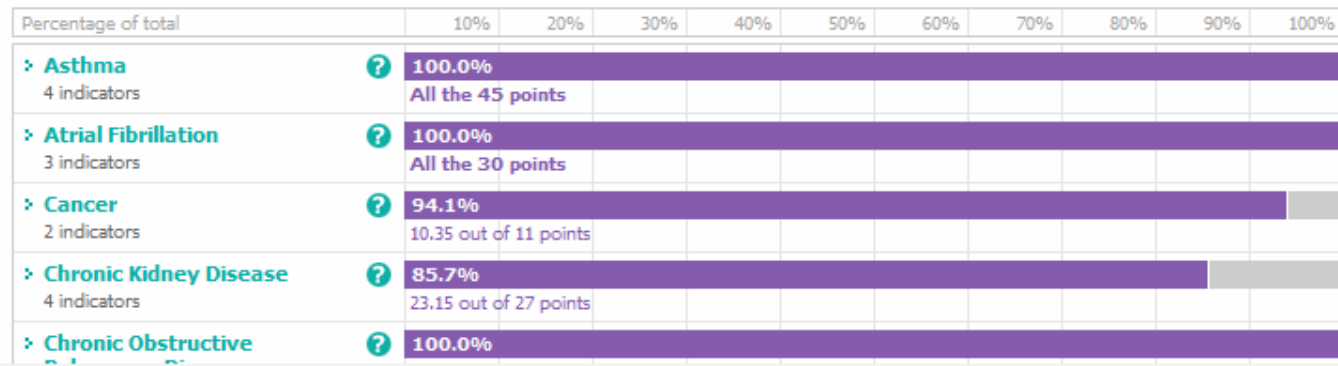 Percentage of total 10% 20% 30% 40% 50% 60% 70% 80% 90% 100%
Asthma 100.0%
4 indicators All the 45 points
Atrial Fibrillation 100.0%
3 indicators All the 30 points
Cancer 94.1%
2 indicators 10.35 out of 11 points
Chronic Kidney Disease 85.7%
4 indicators 23.15 out of 27 points
Chronic Obstructive 100.0%